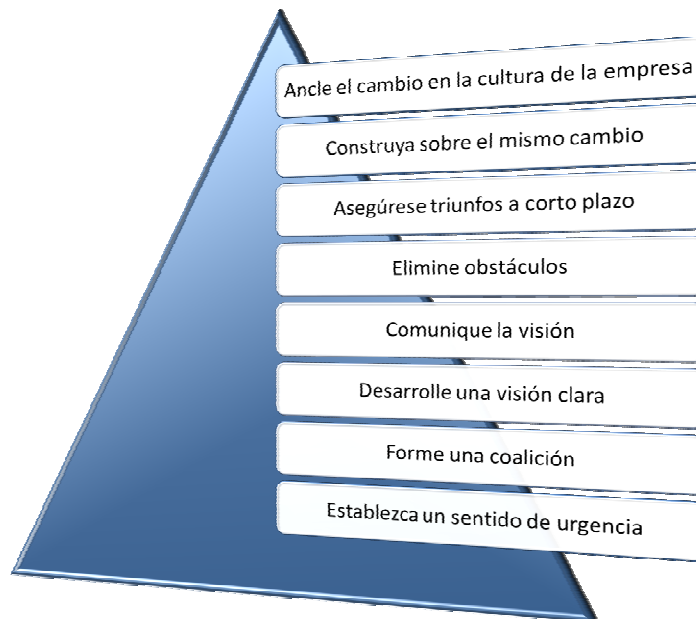 Ancle el cambio en la cultura de la empresa
Construya sobre el mismo cambio
Asegúrese triunfos a corto plazo
Elimine obstáculos
Comunique la visión
Desarrolle una visión clara
Forme una coalición
Establezca un sentido de urgencia